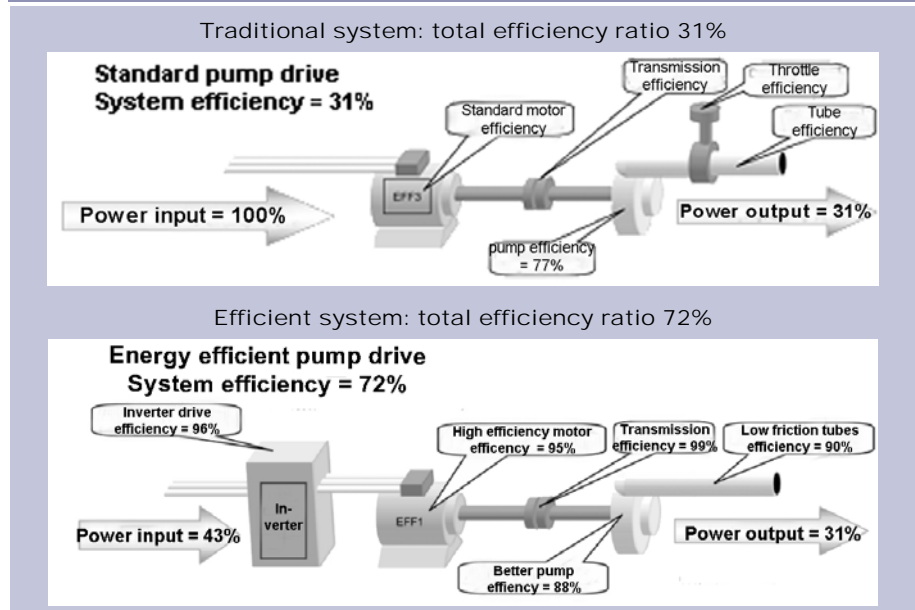 Traditional system: total efficiency ratio 31%
Standard pump drive
System efficiency = 31%
Transmission
efficiency
Throttle
efficiency
Standard motor
efficiency
Tube
efficiency
EFF3
Power input = 100%
Power output = 31%
pump efficiency
= 77%
Efficient system: total efficiency ratio 72%
Energy efficient pump drive
System efficiency = 72%
Inverter drive
efficiency = 96%
High efficiency motor
efficency = 95%
Transmission
efficiency = 99%
Low friction tubes
efficiency = 90%
In-
verter
EFF1
Power input = 43%
Power output = 31%
Better pump
effiency = 88%